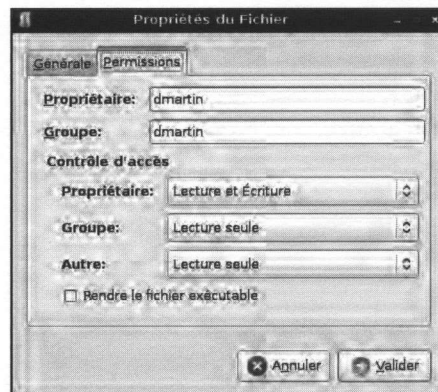 Propriétés du Fichier
Générale Permissions
Propriétaire: dmartin
Groupe: dmartin
Contrôle d'accès
Propriétaire: Lecture et Écriture
Groupe: Lecture seule
Autre: Lecture seule
Rendre le fichier exécutable
Annuler Valider